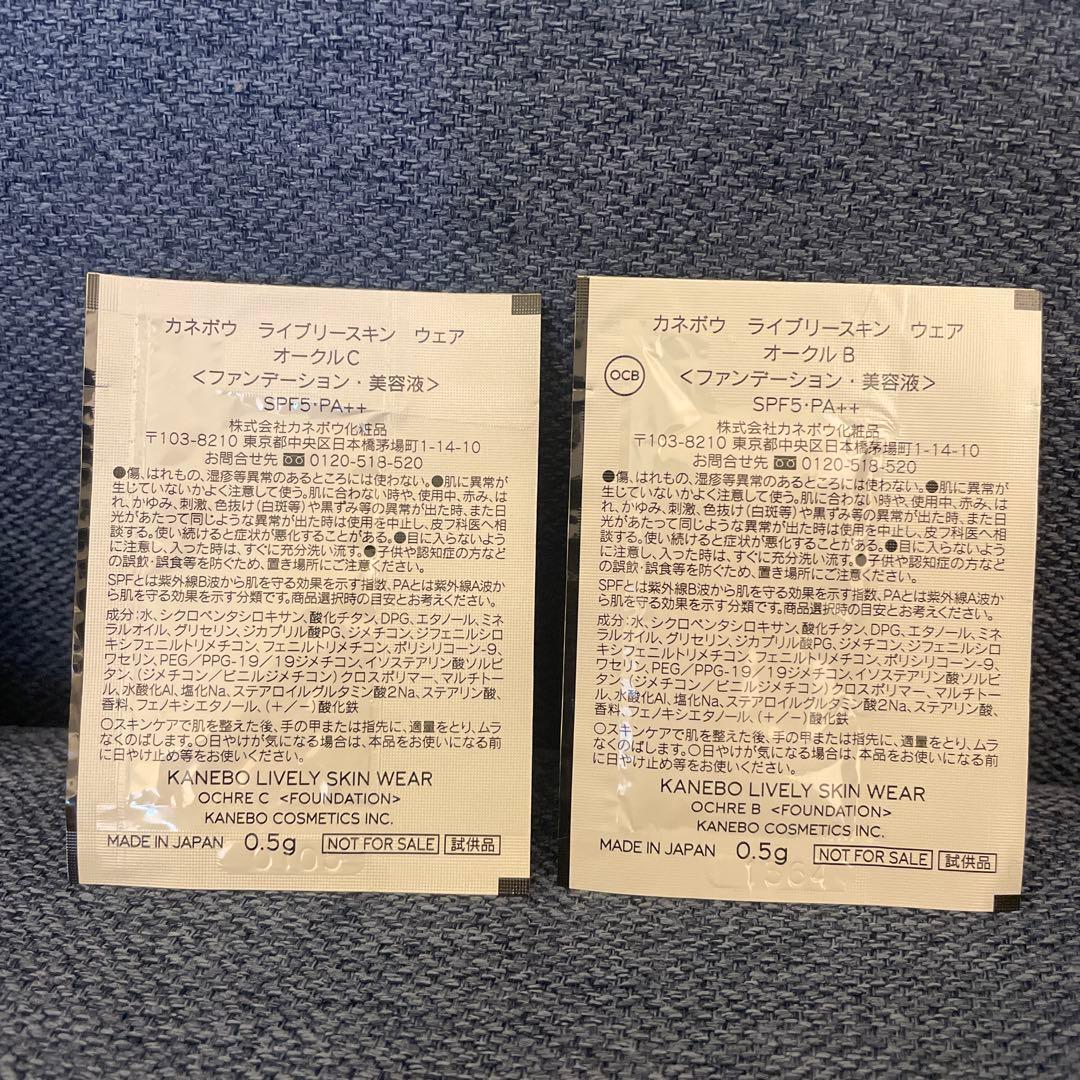 カネボウ ライブリースキン ウェア
オークル C
<ファンデーション・美容液>
SPF5・PA++
株式会社カネボウ化粧品
〒103-8210 東京都中央区日本橋茅場町1-14-10
お問合せ先 0120-518-520
●傷、はれもの、湿疹等異常のあるところには使わない。●肌に異常が
生じていないかよく注意して使う。肌に合わない時や、使用中、赤み、は
れ、かゆみ、刺激、色抜け(白斑等)や黒ずみ等の異常が出た時、また日
光があたって同じような異常が出た時は使用を中止し、皮フ科医へ相
談する。使い続けると症状が悪化することがある。●目に入らないよう
に注意し、入った時は、すぐに充分洗い流す。●子供や認知症の方など
の誤飲・誤食等を防ぐため、置き場所にご注意ください。
SPFとは紫外線B波から肌を守る効果を示す指数、PAとは紫外線A波か
ら肌を守る効果を示す分類です。商品選択時の目安とお考えください。
成分:水、シクロペンタシロキサン、酸化チタン、DPG、エタノール、ミネ
ラルオイル、グリセリン、ジカプリル酸PG、ジメチコン、ジフェニルシロ
キシフェニルトリメチコン、フェニルトリメチコン、ポリシリコーン-9、
ワセリン、PEG/PPG-19/19ジメチコン、イソステアリン酸ソルビ
タン、(ジメチコン/ビニルジメチコン)クロスポリマー、マルチトー
ル、水酸化Al、塩化Na、ステアロイルグルタミン酸2Na、ステアリン酸、
香料、フェノキシエタノール、(+/-)酸化鉄
○スキンケアで肌を整えた後、手の甲または指先に、適量をとり、ムラ
なくのばします。○日やけが気になる場合は、本品をお使いになる前
に日やけ止め等をお使いください。
KANEBO LIVELY SKIN WEAR
OCHRE C <FOUNDATION>
KANEBO COSMETICS INC.
MADE IN JAPAN 0.5g NOT FOR SALE 試供品
カネボウ ライブリースキン ウェア
オークル B
OCB
<ファンデーション・美容液>
SPF5・PA++
株式会社カネボウ化粧品
〒103-8210 東京都中央区日本橋茅場町1-14-10
お問合せ先 0120-518-520
●傷、はれもの、湿疹等異常のあるところには使わない。●肌に異常が
生じていないかよく注意して使う。肌に合わない時や、使用中、赤み、は
れ、かゆみ、刺激、色抜け(白斑等)や黒ずみ等の異常が出た時、また日
光があたって同じような異常が出た時は使用を中止し、皮フ科医へ相
談する。使い続けると症状が悪化することがある。●目に入らないよう
に注意し、入った時は、すぐに充分洗い流す。●子供や認知症の方など
の誤飲・誤食等を防ぐため、置き場所にご注意ください。
SPFとは紫外線B波から肌を守る効果を示す指数、PAとは紫外線A波か
ら肌を守る効果を示す分類です。商品選択時の目安とお考えください。
成分:水、シクロペンタシロキサン、酸化チタン、DPG、エタノール、ミネ
ラルオイル、グリセリン、ジカプリル酸PG、ジメチコン、ジフェニルシロ
キシフェニルトリメチコン、フェニルトリメチコン、ポリシリコーン-9、
ワセリン、PEG/PPG-19/19ジメチコン、イソステアリン酸ソルビ
タン、(ジメチコン/ビニルジメチコン)クロスポリマー、マルチトー
ル、水酸化Al、塩化Na、ステアロイルグルタミン酸2Na、ステアリン酸、
香料、フェノキシエタノール、(+/-)酸化鉄
○スキンケアで肌を整えた後、手の甲または指先に、適量をとり、ムラ
なくのばします。○日やけが気になる場合は、本品をお使いになる前
に日やけ止め等をお使いください。
KANEBO LIVELY SKIN WEAR
OCHRE B <FOUNDATION>
KANEBO COSMETICS INC.
MADE IN JAPAN 0.5g NOT FOR SALE 試供品